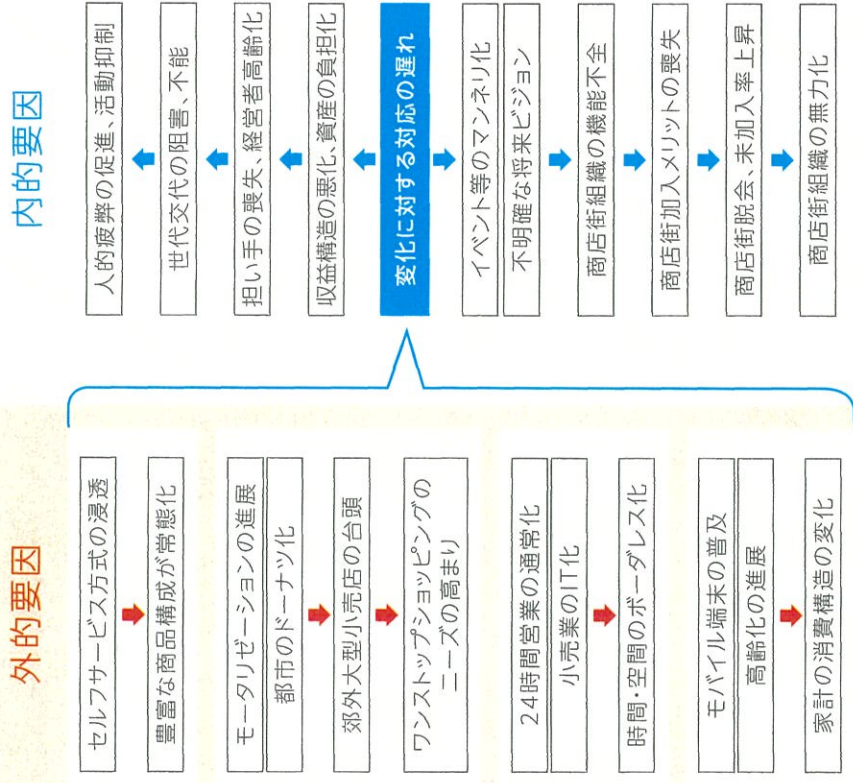 外的要因
セルフサービス方式の浸透
豊富な商品構成が常態化
モータリゼーションの進展
都市のドーナツ化
郊外大型小売店の台頭
ワンストップショッピングの
ニーズの高まり
24時間営業の通常化
小売業のIT化
時間・空間のボーダレス化
モバイル端末の普及
高齢化の進展
家計の消費構造の変化
内的要因
人的疲弊の促進、活動抑制
世代交代の阻害、不能
担い手の喪失、経営者高齢化
収益構造の悪化、資産の負担化
変化に対する対応の遅れ
イベント等のマンネリ化
不明確な将来ビジョン
商店街組織の機能不全
商店街加入メリットの喪失
商店街脱会、未加入率上昇
商店街組織の無力化